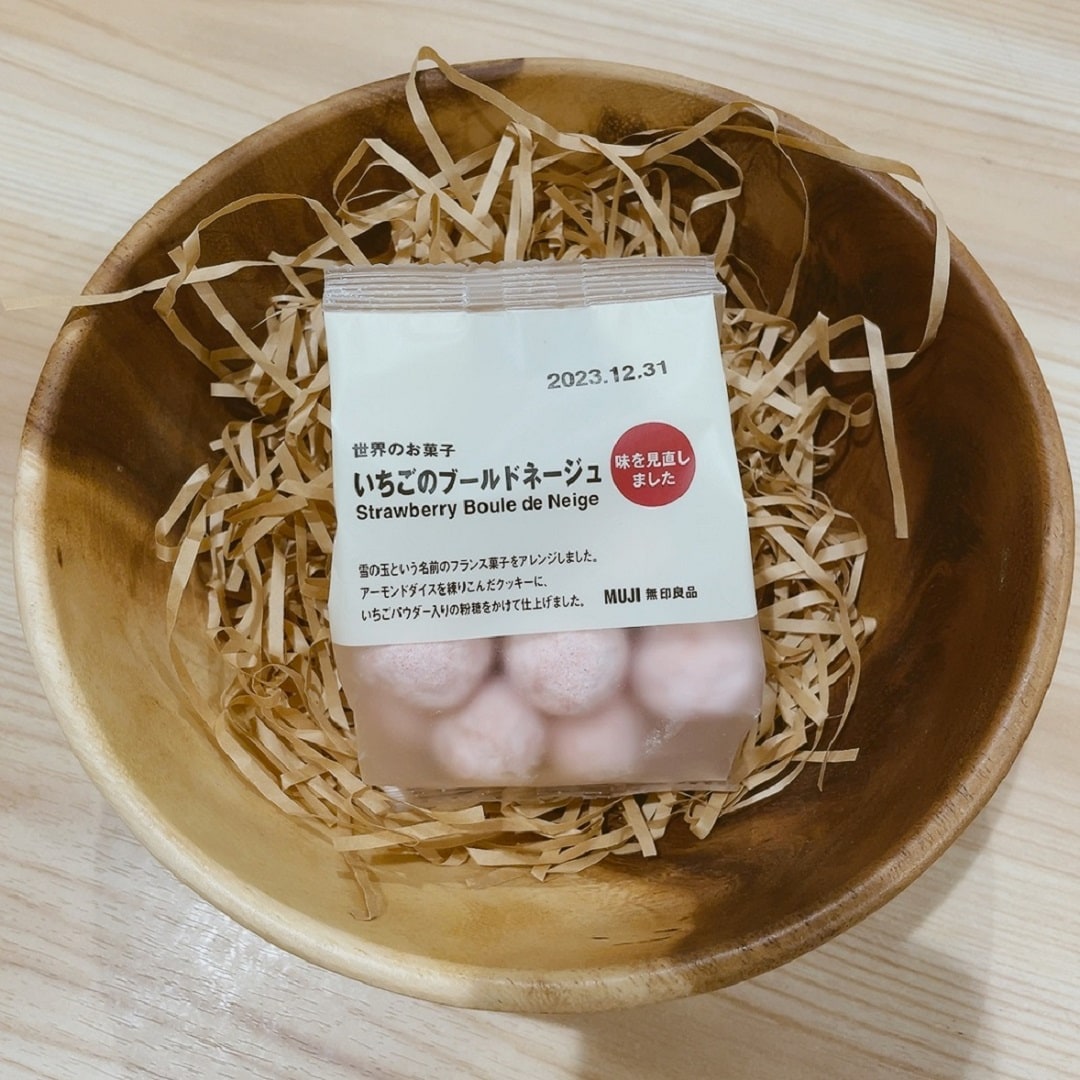 2023.12.31
世界のお菓子
いちごのブールドネージュ
Strawberry Boule de Neige
味を見直し
ました
雪の玉という名前のフランス菓子をアレンジしました。
アーモンドダイスを練りこんだクッキーに、
いちごパウダー入りの粉糖をかけて仕上げました。
MUJI 無印良品